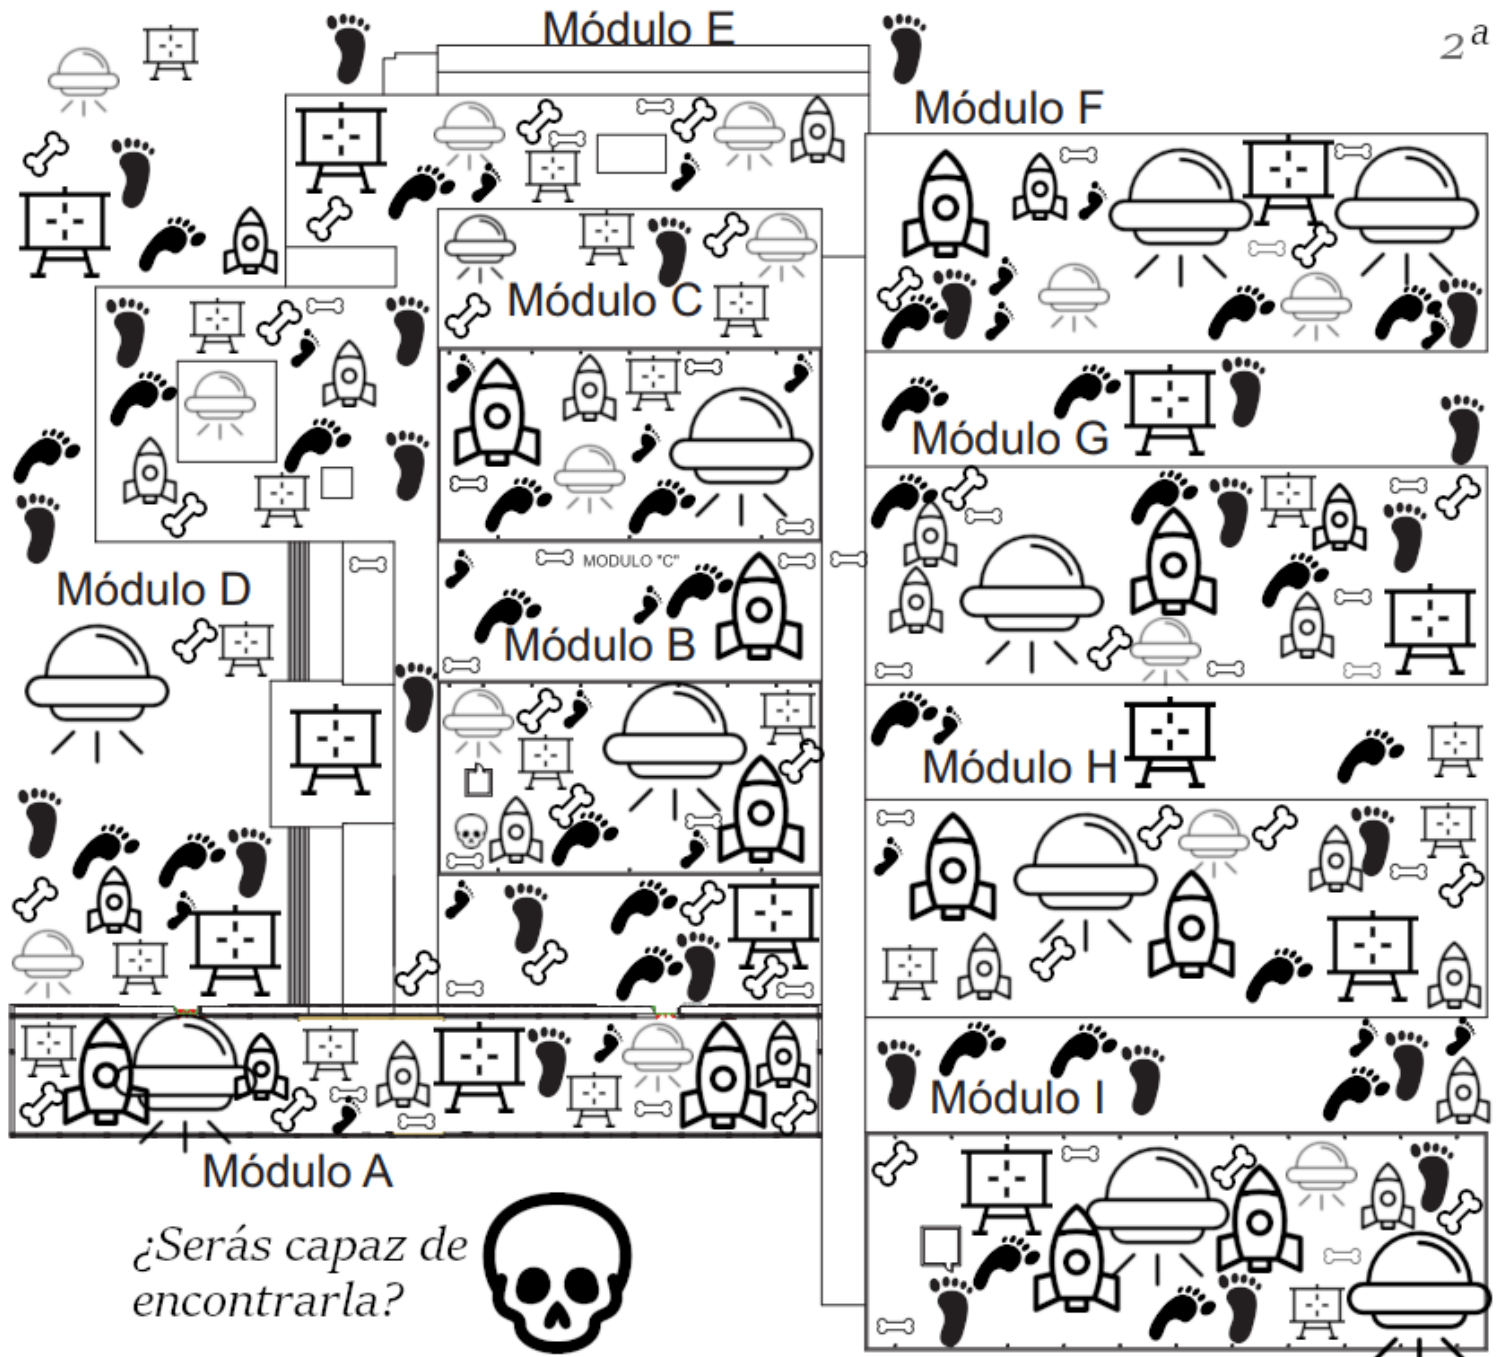 Módulo E
2ª
Módulo F
Módulo C
Módulo G
MODULO "C"
Módulo D
Módulo B
Módulo H
Módulo I
Módulo A
¿Serás capaz de
encontrarla?